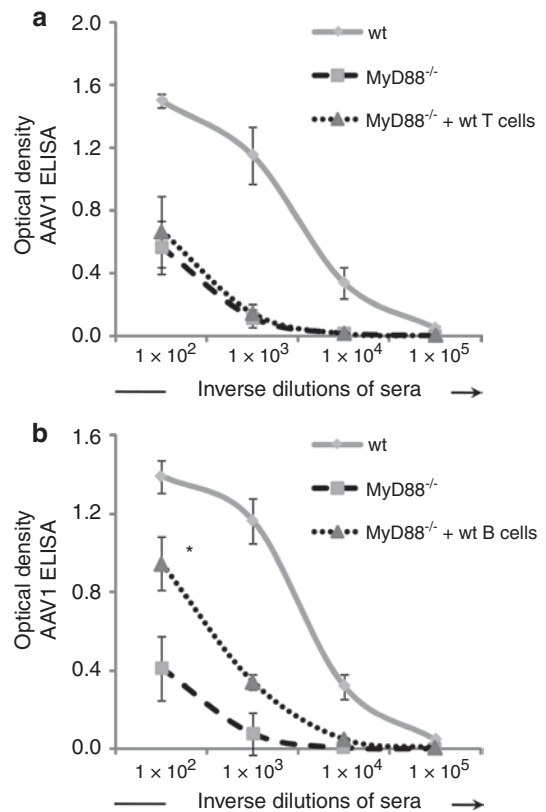 a
2.0
1.6
1.2
0.8
0.4
0.0
Optical density
AAV1 ELISA
wt
MyD88⁻/⁻
MyD88⁻/⁻ + wt T cells
1 × 10² 1 × 10³ 1 × 10⁴ 1 × 10⁵
Inverse dilutions of sera
b
1.6
1.2
0.8
0.4
0.0
Optical density
AAV1 ELISA
wt
MyD88⁻/⁻
MyD88⁻/⁻ + wt B cells
*
1 × 10² 1 × 10³ 1 × 10⁴ 1 × 10⁵
Inverse dilutions of sera